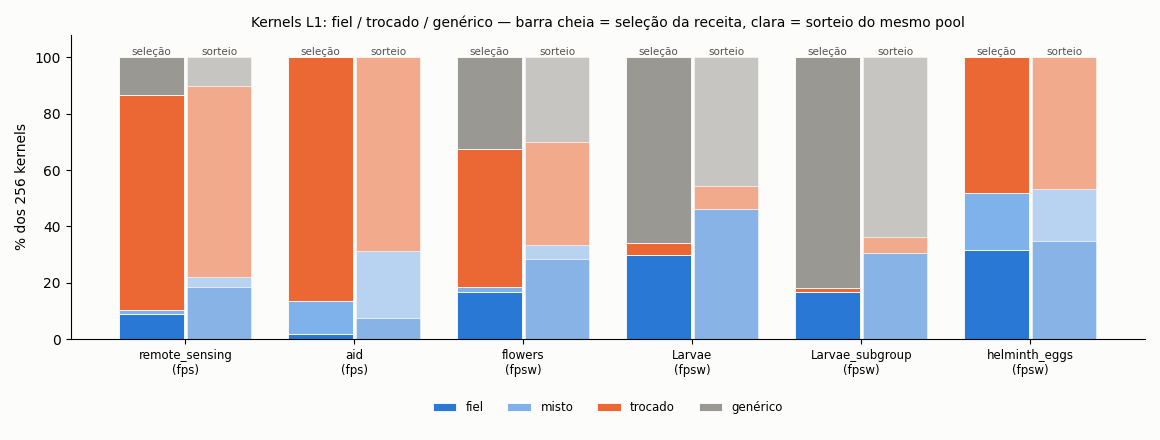 Kernels L1: fiel / trocado / genérico — barra cheia = seleção da receita, clara = sorteio do mesmo pool
seleção sorteio seleção sorteio seleção sorteio seleção sorteio seleção sorteio seleção sorteio
100
80
60
40
20
0
% dos 256 kernels
remote_sensing aid flowers Larvae Larvae_subgroup helminth_eggs
(fps) (fps) (fpsw) (fpsw) (fpsw) (fpsw)
fiel misto trocado genérico